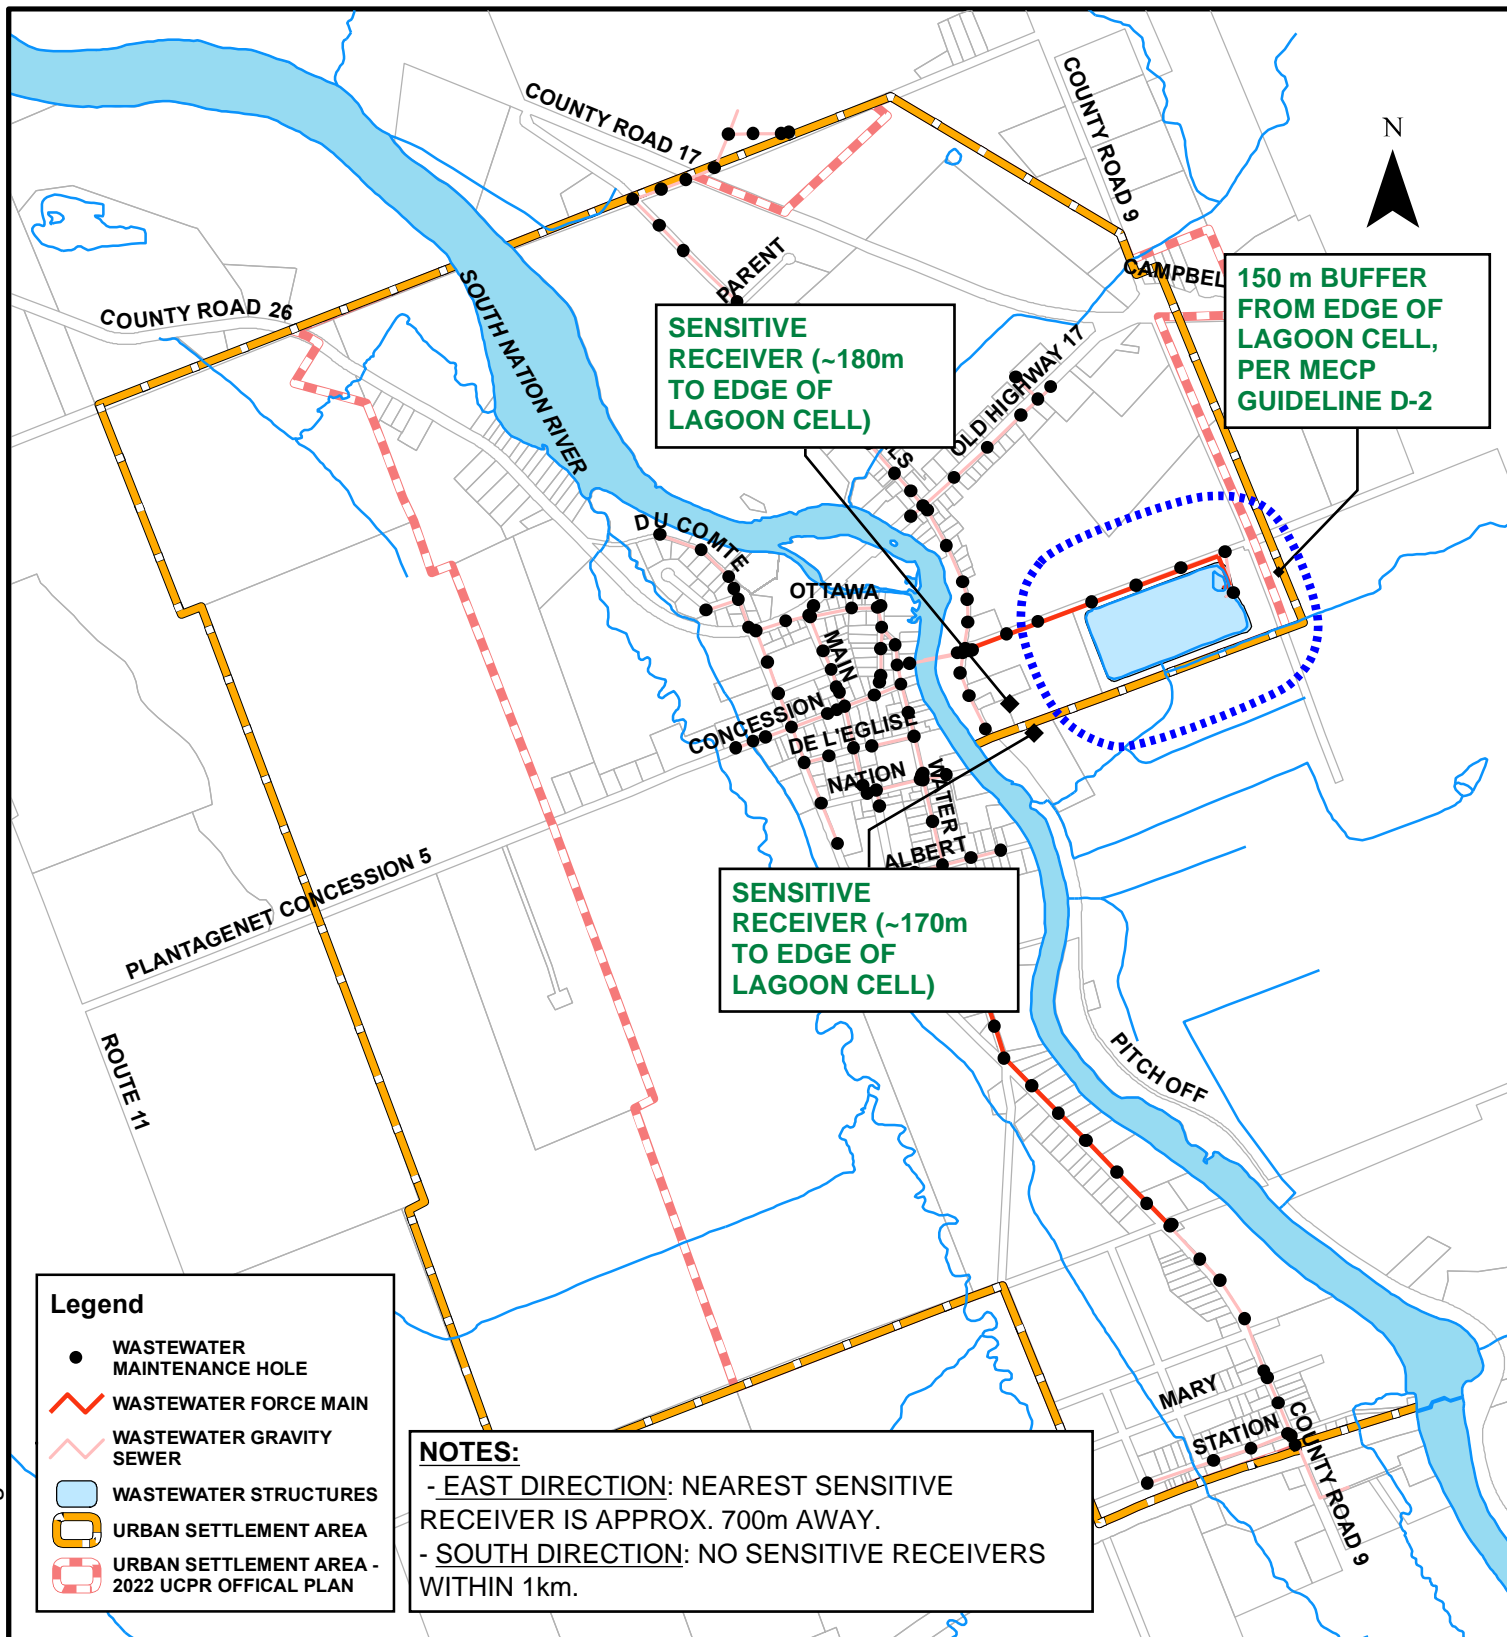 COUNTY ROAD 17
COUNTY ROAD 9
N
PARENT
CAMPBEL
150 m BUFFER
FROM EDGE OF
LAGOON CELL,
PER MECP
GUIDELINE D-2
COUNTY ROAD 26
SOUTH NATION RIVER
SENSITIVE
RECEIVER (~180m
TO EDGE OF
LAGOON CELL)
OLD HIGHWAY 17
LS
DU COMTE
OTTAWA
MAIN
CONCESSION
DE L'EGLISE
NATION
WATER
ALBERT
PLANTAGENET CONCESSION 5
SENSITIVE
RECEIVER (~170m
TO EDGE OF
LAGOON CELL)
ROUTE 11
PITCH OFF
MARY
STATION
COUNTY ROAD 9
Legend
WASTEWATER
MAINTENANCE HOLE
WASTEWATER FORCE MAIN
WASTEWATER GRAVITY
SEWER
WASTEWATER STRUCTURES
URBAN SETTLEMENT AREA
URBAN SETTLEMENT AREA -
2022 UCPR OFFICAL PLAN
NOTES:
- EAST DIRECTION: NEAREST SENSITIVE
RECEIVER IS APPROX. 700m AWAY.
- SOUTH DIRECTION: NO SENSITIVE RECEIVERS
WITHIN 1km.